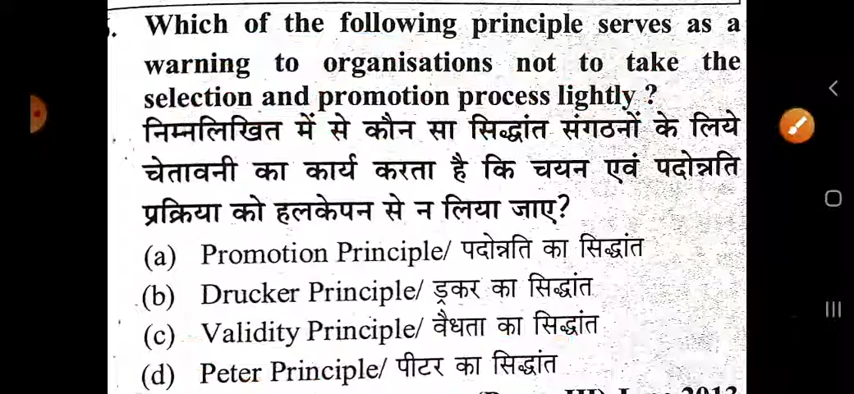 Which of the following principle serves as a
warning to organisations not to take the
selection and promotion process lightly ?
निम्नलिखित में से कौन सा सिद्धांत संगठनों के लिये
चेतावनी का कार्य करता है कि चयन एवं पदोन्नति
प्रक्रिया को हलकेपन से न लिया जाए?
(a) Promotion Principle/ पदोन्नति का सिद्धांत
(b) Drucker Principle/ ड्रकर का सिद्धांत
(c) Validity Principle/ वैधता का सिद्धांत
(d) Peter Principle/ पीटर का सिद्धांत